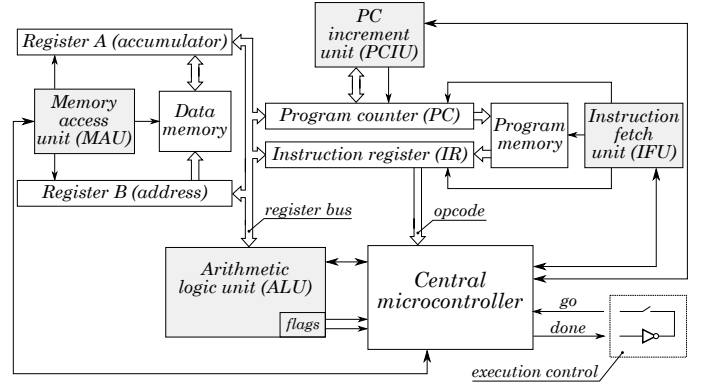 Register A (accumulator)
PC
increment
unit (PCIU)
Memory
access
unit (MAU)
Data
memory
Program counter (PC)
Program
memory
Instruction
fetch
unit (IFU)
Instruction register (IR)
Register B (address)
register bus
opcode
Arithmetic
logic unit (ALU)
flags
Central
microcontroller
go
done
execution control